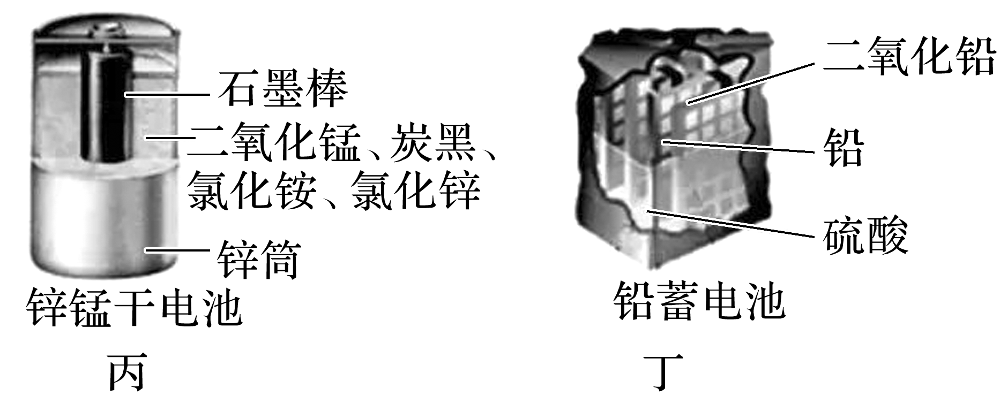 石墨棒
二氧化锰、炭黑、
氯化铵、氯化锌
锌筒
锌锰干电池
丙
二氧化铅
铅
硫酸
铅蓄电池
丁